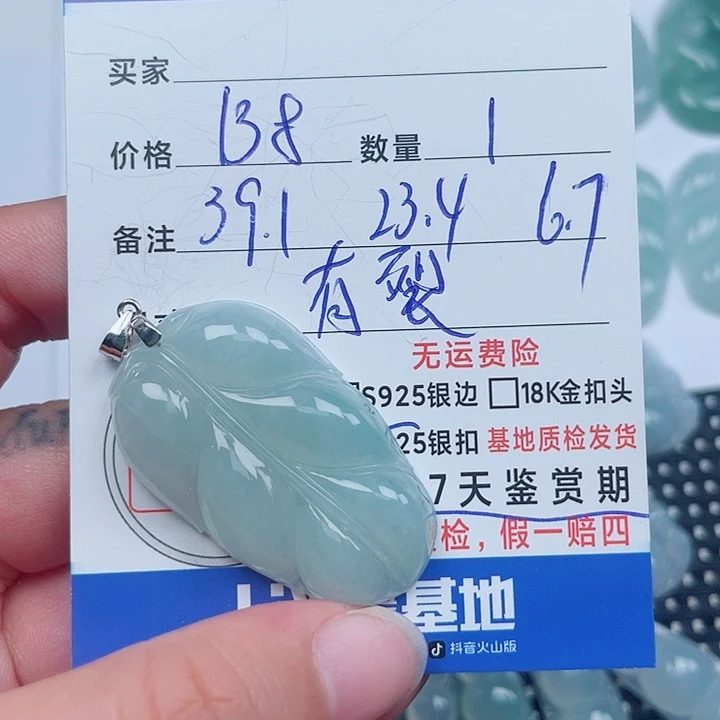 买家
价格 138 数量 1
备注 39.1 23.4 6.7
有裂
无运费险
S925银边 □18K金扣头
25银扣 基地质检发货
7天鉴赏期
检，假一赔四
基地
抖音火山版